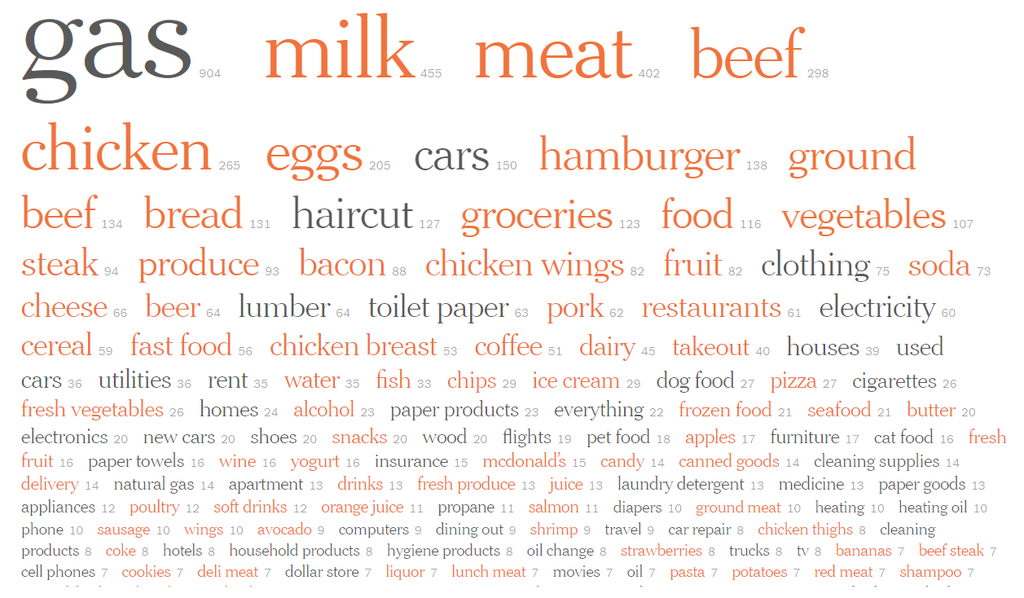 gas 904 milk 455 meat 402 beef 298
chicken 265 eggs 205 cars 150 hamburger 138 ground
beef 134 bread 131 haircut 127 groceries 123 food 116 vegetables 107
steak 94 produce 93 bacon 88 chicken wings 82 fruit 82 clothing 75 soda 73
cheese 66 beer 64 lumber 64 toilet paper 63 pork 62 restaurants 61 electricity 60
cereal 59 fast food 56 chicken breast 53 coffee 51 dairy 45 takeout 40 houses 39 used
cars 36 utilities 36 rent 35 water 35 fish 33 chips 29 ice cream 29 dog food 27 pizza 27 cigarettes 26
fresh vegetables 26 homes 24 alcohol 23 paper products 23 everything 22 frozen food 21 seafood 21 butter 20
electronics 20 new cars 20 shoes 20 snacks 20 wood 20 flights 19 pet food 18 apples 17 furniture 17 cat food 16 fresh
fruit 16 paper towels 16 wine 16 yogurt 16 insurance 15 mcdonald's 15 candy 14 canned goods 14 cleaning supplies 14
delivery 14 natural gas 14 apartment 13 drinks 13 fresh produce 13 juice 13 laundry detergent 13 medicine 13 paper goods 13
appliances 12 poultry 12 soft drinks 12 orange juice 11 propane 11 salmon 11 diapers 10 ground meat 10 heating 10 heating oil 10
phone 10 sausage 10 wings 10 avocado 9 computers 9 dining out 9 shrimp 9 travel 9 car repair 8 chicken thighs 8 cleaning
products 8 coke 8 hotels 8 household products 8 hygiene products 8 oil change 8 strawberries 8 trucks 8 tv 8 bananas 7 beef steak 7
cell phones 7 cookies 7 deli meat 7 dollar store 7 liquor 7 lunch meat 7 movies 7 oil 7 pasta 7 potatoes 7 red meat 7 shampoo 7